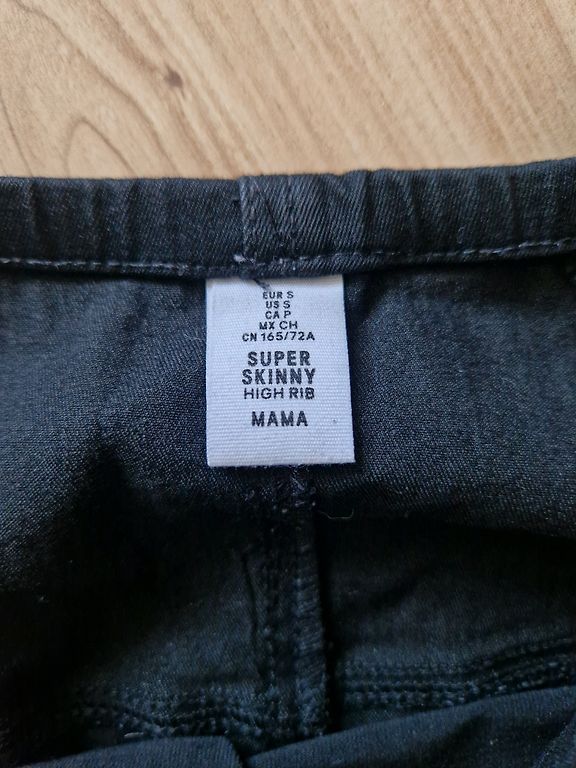 EUR S
US S
CA P
MX CH
CN 165/72A
SUPER
SKINNY
HIGH RIB
MAMA